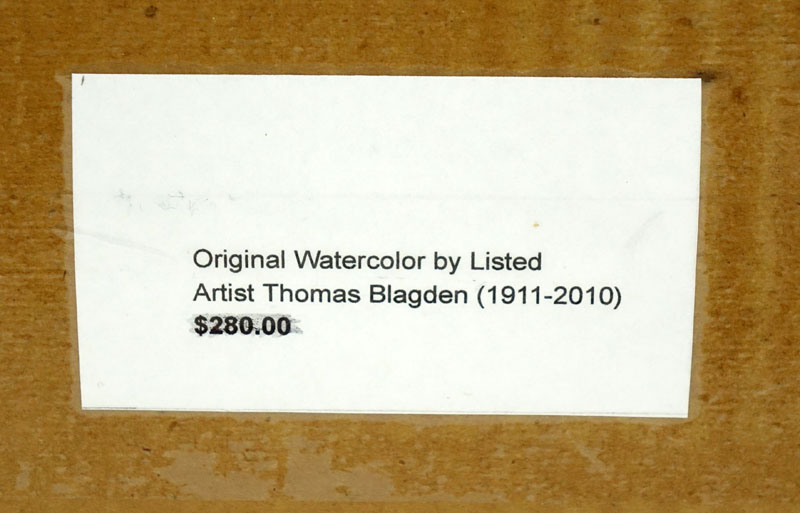 Original Watercolor by Listed
Artist Thomas Blagden (1911-2010)
$280.00